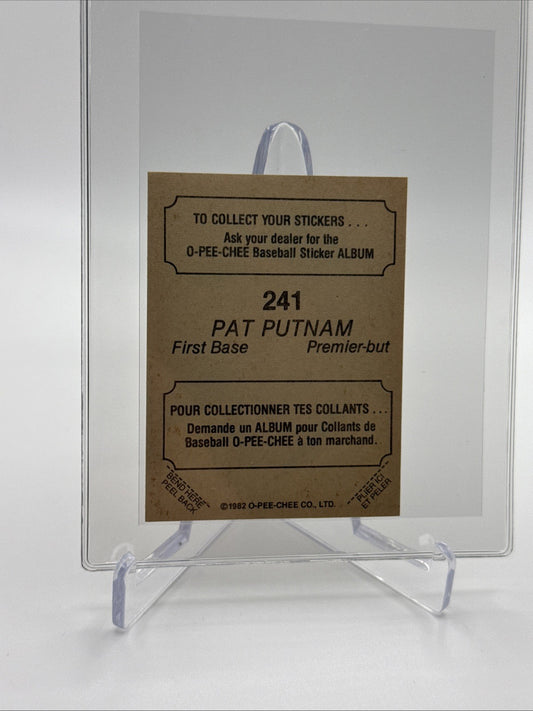 TO COLLECT YOUR STICKERS . . .
Ask your dealer for the
O-PEE-CHEE Baseball Sticker ALBUM
241
PAT PUTNAM
First Base Premier-but
POUR COLLECTIONNER TES COLLANTS . . .
Demande un ALBUM pour Collants de
Baseball O-PEE-CHEE à ton marchand.
BEND HERE
PEEL BACK
PLIER ICI
ET PELER
©1982 O-PEE-CHEE CO., LTD.